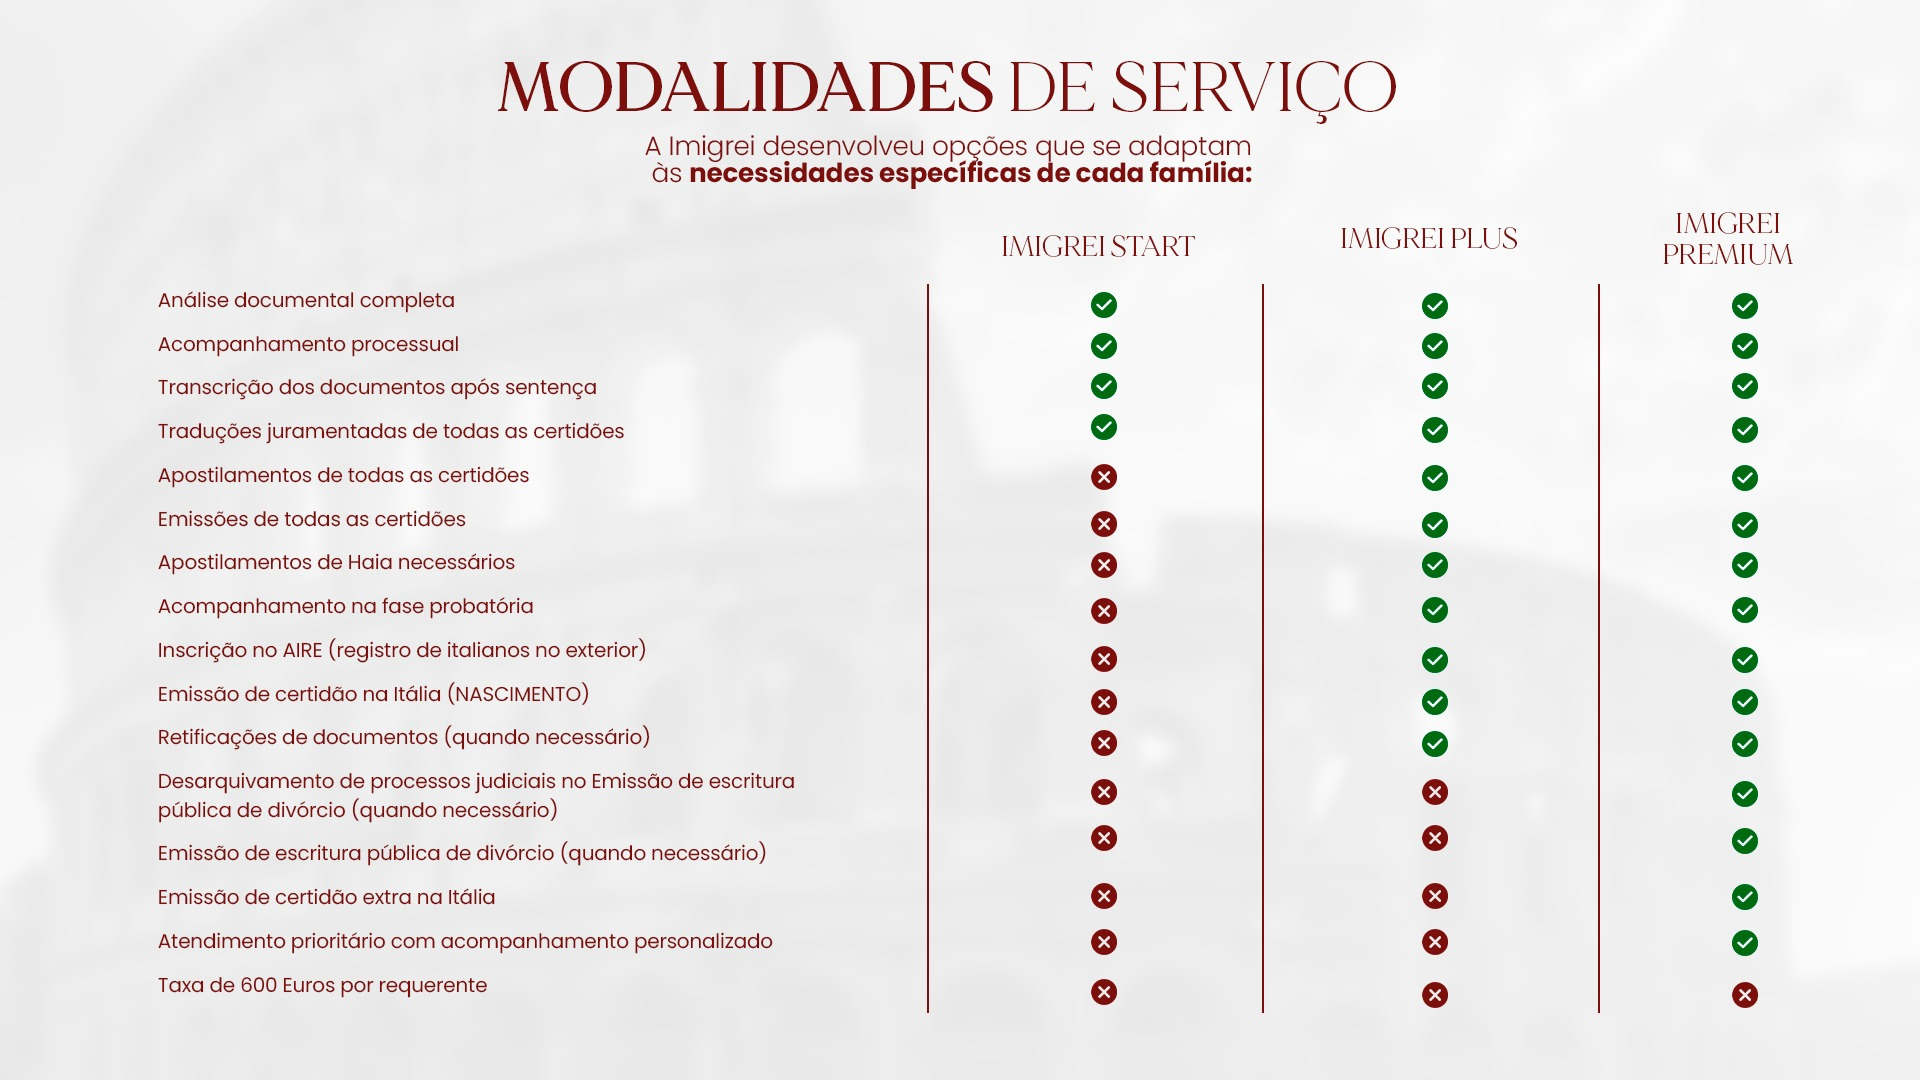 MODALIDADES DE SERVIÇO
A Imigrei desenvolveu opções que se adaptam
às necessidades específicas de cada família:
IMIGREI START
IMIGREI PLUS
IMIGREI
PREMIUM
Análise documental completa
Acompanhamento processual
Transcrição dos documentos após sentença
Traduções juramentadas de todas as certidões
Apostilamentos de todas as certidões
Emissões de todas as certidões
Apostilamentos de Haia necessários
Acompanhamento na fase probatória
Inscrição no AIRE (registro de italianos no exterior)
Emissão de certidão na Itália (NASCIMENTO)
Retificações de documentos (quando necessário)
Desarquivamento de processos judiciais no Emissão de escritura
pública de divórcio (quando necessário)
Emissão de escritura pública de divórcio (quando necessário)
Emissão de certidão extra na Itália
Atendimento prioritário com acompanhamento personalizado
Taxa de 600 Euros por requerente